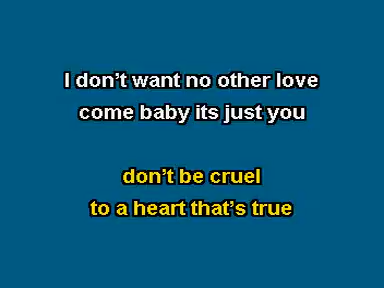 I don't want no other love
come baby its just you
don't be cruel
to a heart that's true